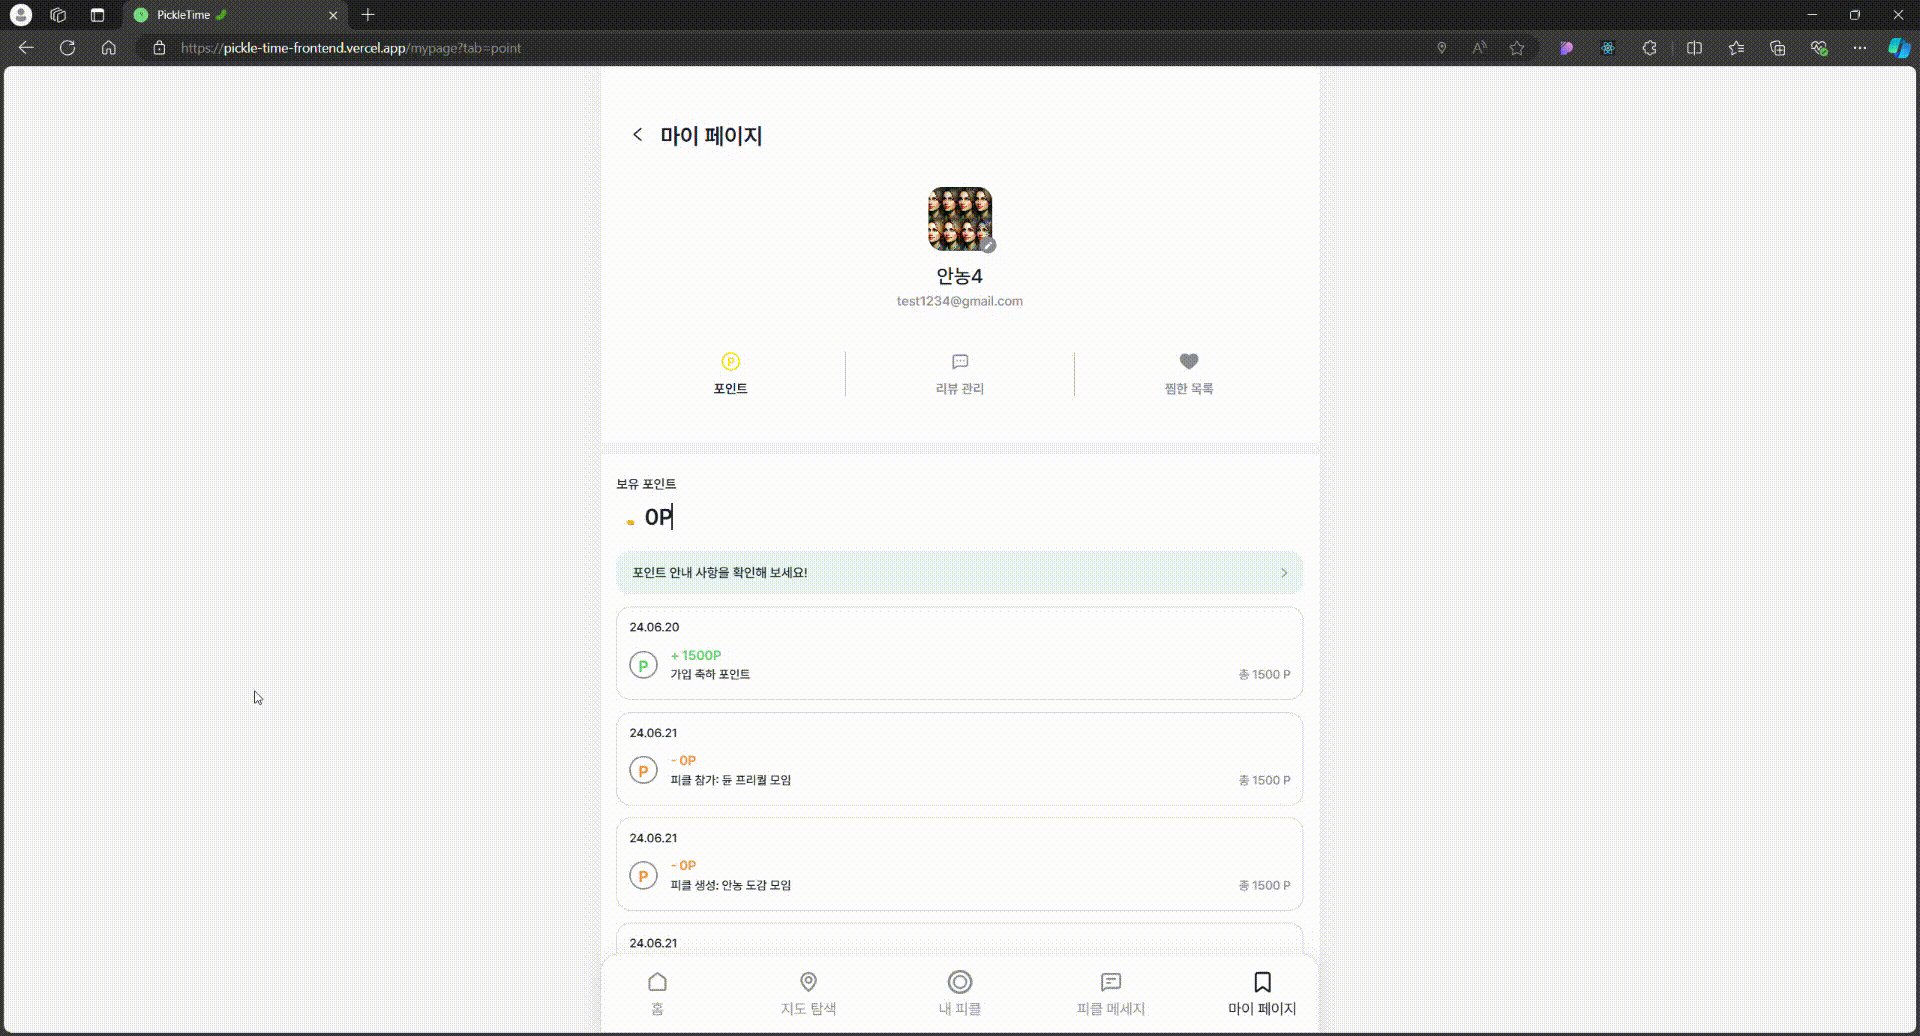 PickleTime
https://pickle-time-frontend.vercel.app/mypage?tab=point
마이 페이지
안농4
test1234@gmail.com
포인트
리뷰 관리
찜한 목록
보유 포인트
0P
포인트 안내 사항을 확인해 보세요!
24.06.20
P
+ 1500P
가입 축하 포인트
총 1500 P
24.06.21
P
- 0P
피클 참가: 듄 프리퀄 모임
총 1500 P
24.06.21
P
- 0P
피클 생성: 안농 도감 모임
총 1500 P
24.06.21
홈
지도 탐색
내 피클
피클 메세지
마이 페이지